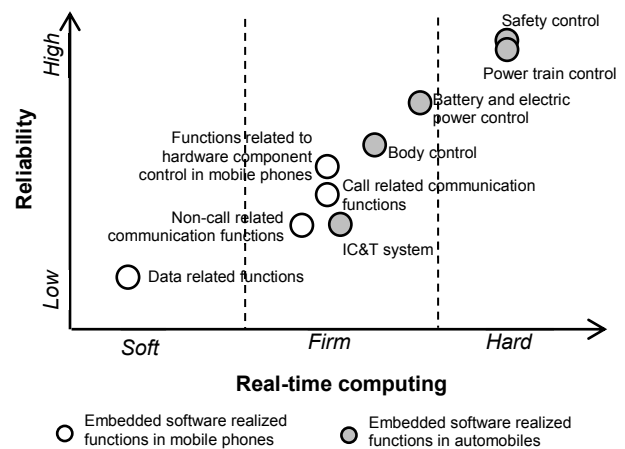 Safety control
High
Power train control
Battery and electric
power control
Functions related to
hardware component
control in mobile phones
Body control
Reliability
Call related communication
functions
Non-call related
communication functions
IC&T system
Data related functions
Low
Soft
Firm
Hard
Real-time computing
Embedded software realized
functions in mobile phones
Embedded software realized
functions in automobiles